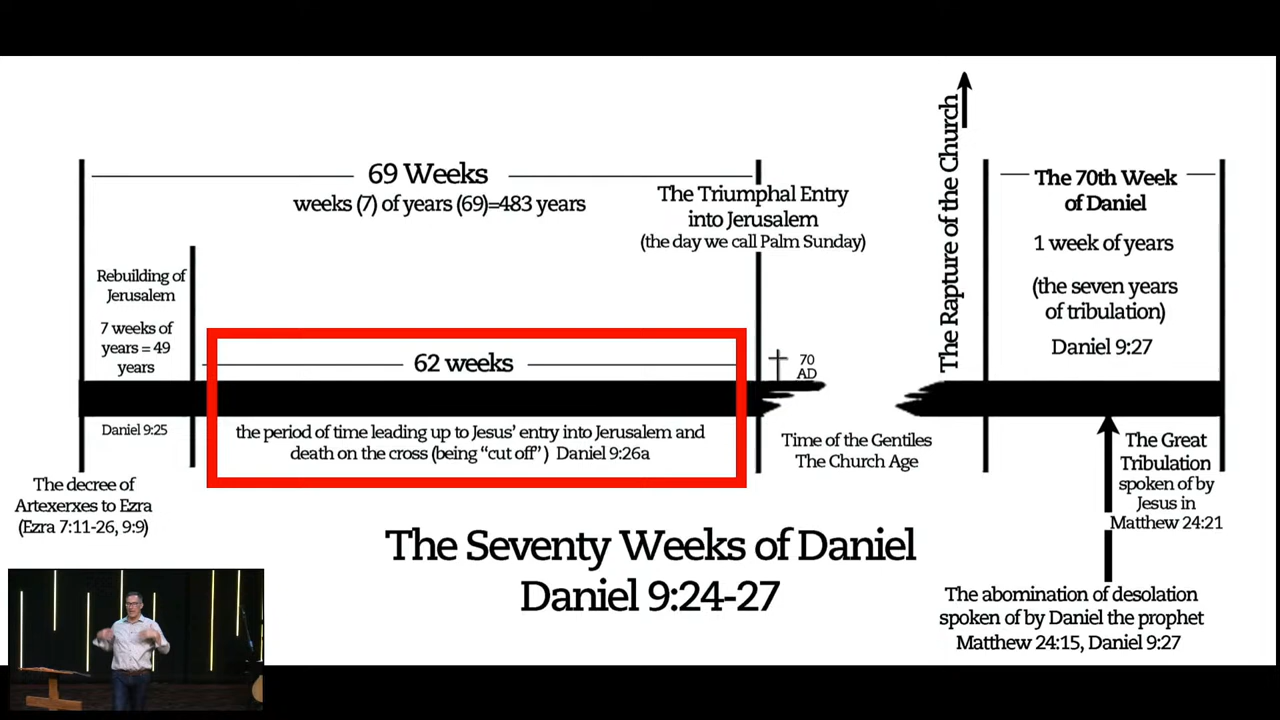 69 Weeks
weeks (7) of years (69)=483 years
The Triumphal Entry
into Jerusalem
(the day we call Palm Sunday)
Rebuilding of
Jerusalem
7 weeks of
years = 49
years
62 weeks
70
AD
The Rapture of the Church
The 70th Week
of Daniel
1 week of years
(the seven years
of tribulation)
Daniel 9:27
Daniel 9:25
the period of time leading up to Jesus’ entry into Jerusalem and
death on the cross (being “cut off” )  Daniel 9:26a
Time of the Gentiles
The Church Age
The Great
Tribulation
spoken of by
Jesus in
Matthew 24:21
The decree of
Artexerxes to Ezra
(Ezra 7:11-26, 9:9)
The Seventy Weeks of Daniel
Daniel 9:24-27
The abomination of desolation
spoken of by Daniel the prophet
Matthew 24:15, Daniel 9:27